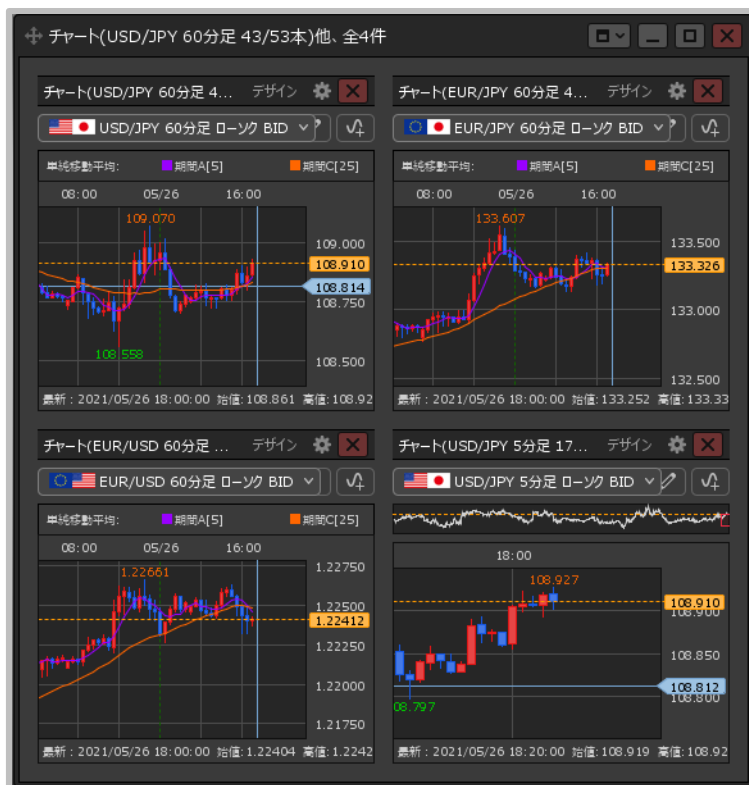 チャート(USD/JPY 60分足 43/53本)他、全4件
チャート(USD/JPY 60分足 4... デザイン
USD/JPY 60分足 ローソク BID
単純移動平均: 期間A[5] 期間C[25]
08:00 05/26 16:00
109.070
109.000
108.910
108.814
108.750
108.558
108.500
最新：2021/05/26 18:00:00 始値:108.861 高値:108.92
チャート(EUR/JPY 60分足 4... デザイン
EUR/JPY 60分足 ローソク BID
単純移動平均: 期間A[5] 期間C[25]
08:00 05/26 16:00
133.607
133.500
133.326
133.000
132.500
最新：2021/05/26 18:00:00 始値:133.252 高値:133.33
チャート(EUR/USD 60分足 ... デザイン
EUR/USD 60分足 ローソク BID
単純移動平均: 期間A[5] 期間C[25]
08:00 05/26 16:00
1.22661
1.22750
1.22500
1.22412
1.22250
1.22000
1.21750
最新：2021/05/26 18:00:00 始値:1.22404 高値:1.2242
チャート(USD/JPY 5分足 17... デザイン
USD/JPY 5分足 ローソク BID
18:00
108.927
108.910
108.900
108.850
108.812
108.800
08.797
最新：2021/05/26 18:20:00 始値:108.919 高値:108.92